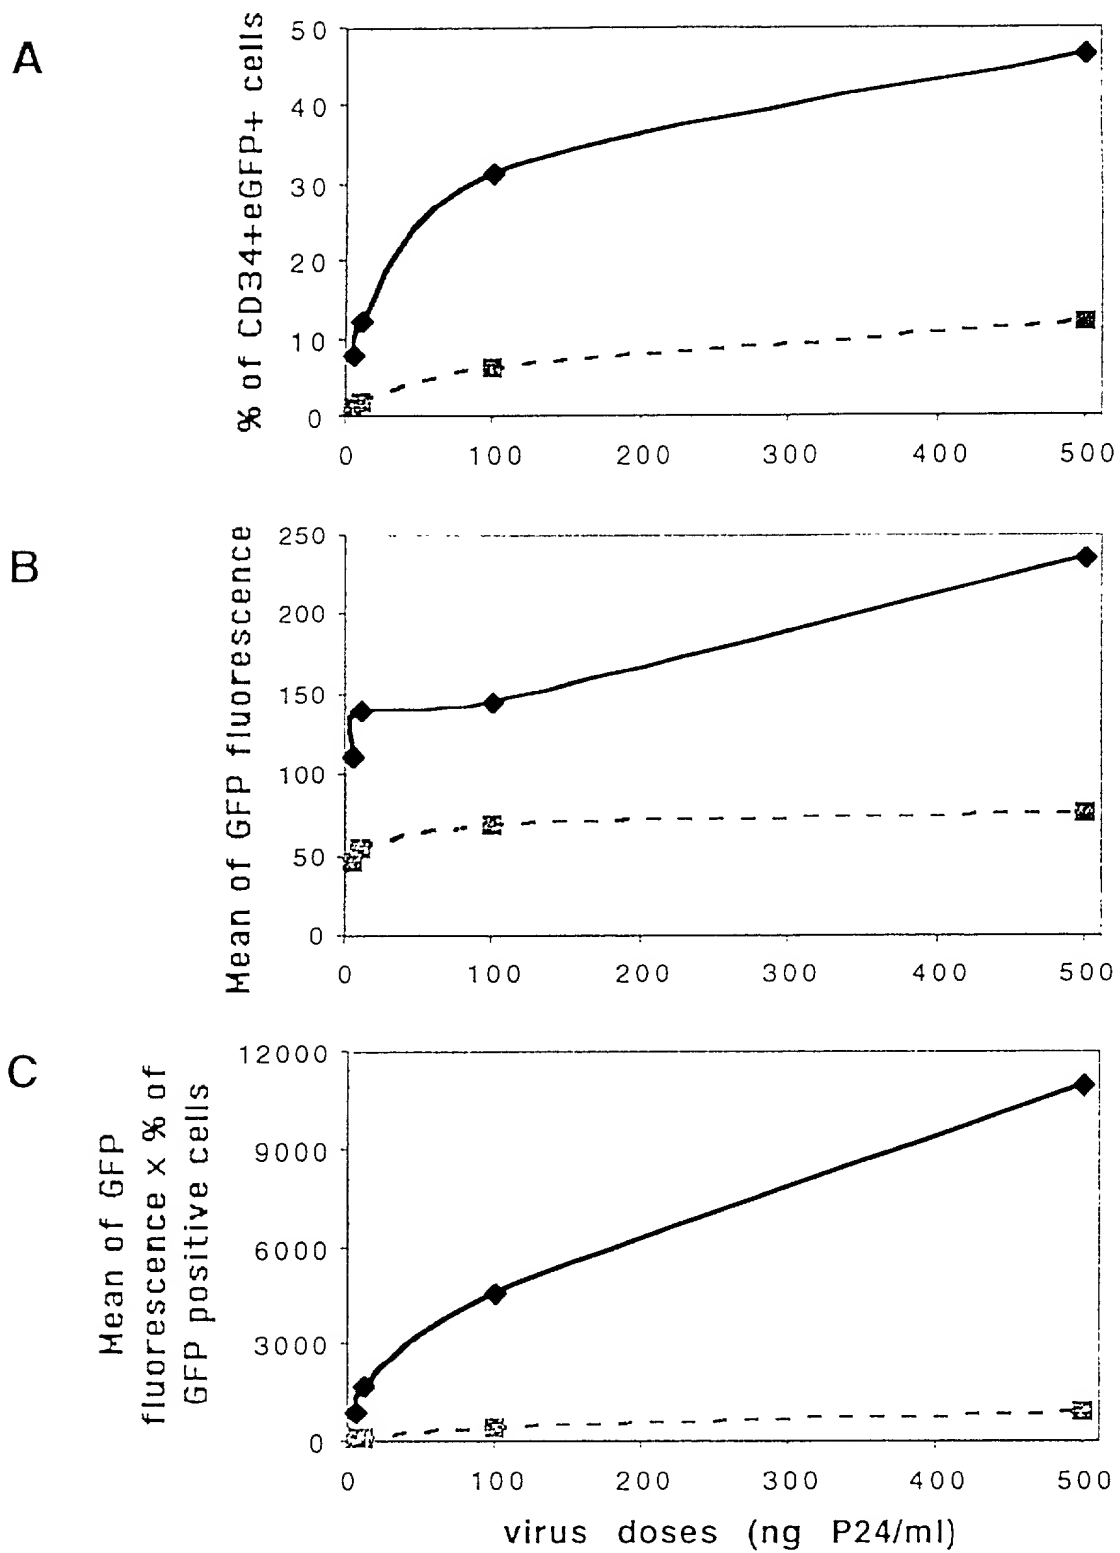 A
% of CD34+eGFP+ cells
50
40
30
20
10
0
0 100 200 300 400 500
B
Mean of GFP fluorescence
250
200
150
100
50
0
0 100 200 300 400 500
C
Mean of GFP
fluorescence x % of
GFP positive cells
12000
9000
6000
3000
0
0 100 200 300 400 500
virus doses (ng P24/ml)